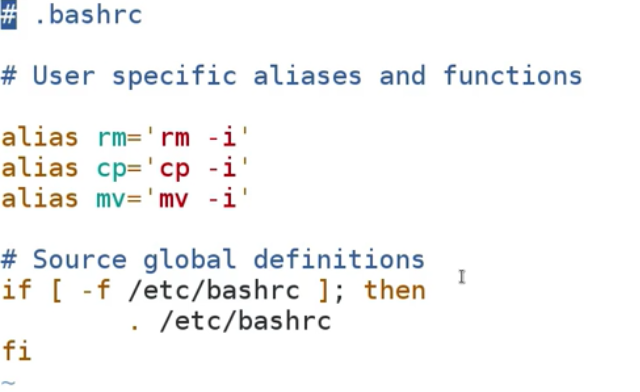 # .bashrc
# User specific aliases and functions
alias rm='rm -i'
alias cp='cp -i'
alias mv='mv -i'
# Source global definitions
if [ -f /etc/bashrc ]; then
        . /etc/bashrc
fi
~